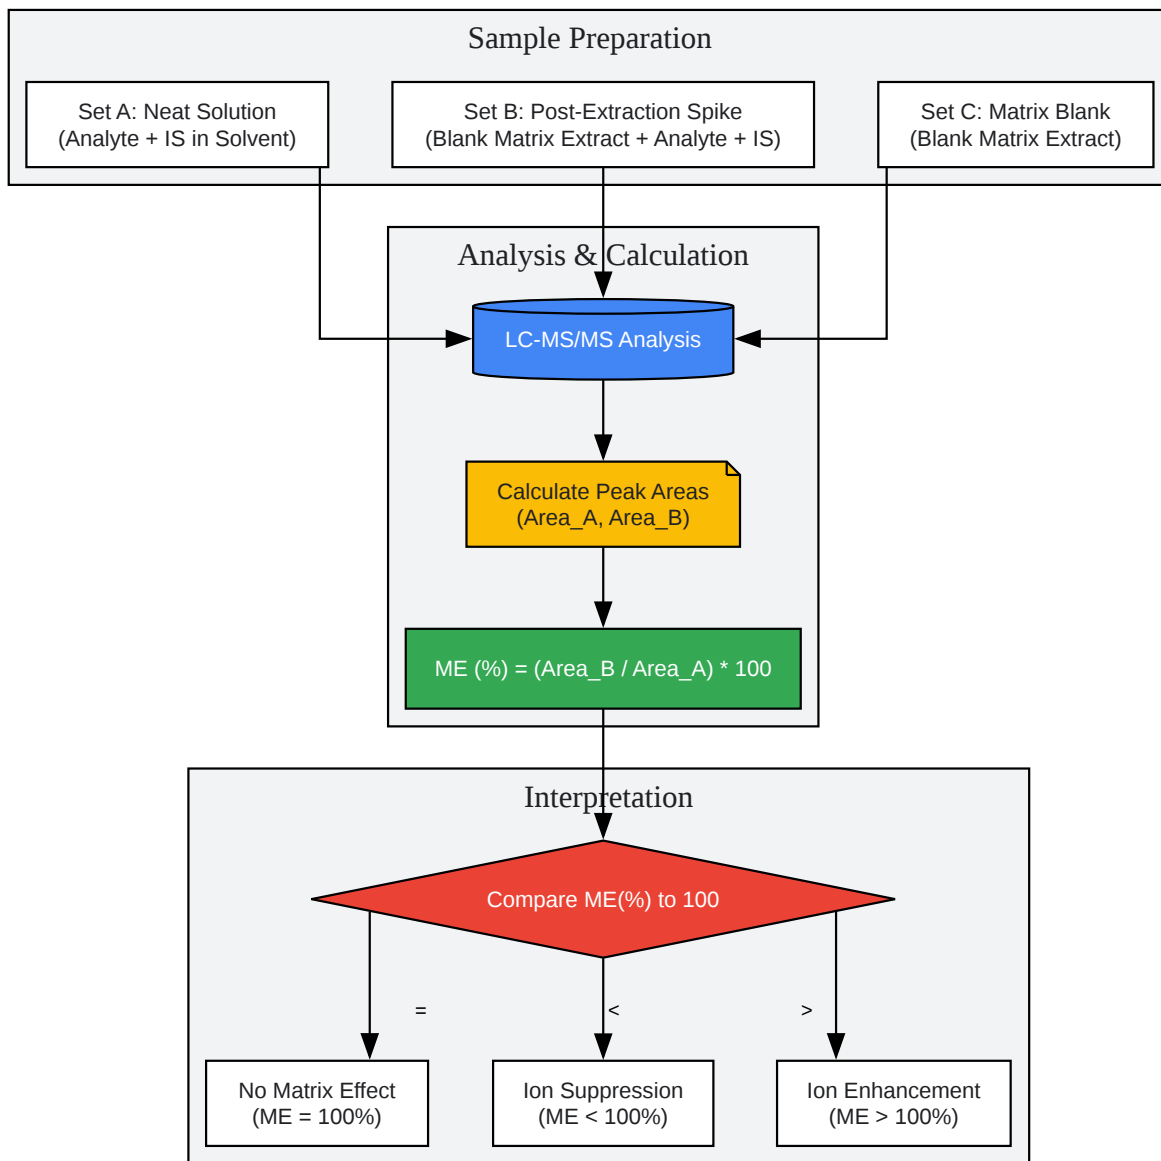 Sample Preparation
Set A: Neat Solution
(Analyte + IS in Solvent)
Set B: Post-Extraction Spike
(Blank Matrix Extract + Analyte + IS)
Set C: Matrix Blank
(Blank Matrix Extract)
Analysis & Calculation
LC-MS/MS Analysis
Calculate Peak Areas
(Area_A, Area_B)
ME (%) = (Area_B / Area_A) * 100
Interpretation
Compare ME(%) to 100
=
<
>
No Matrix Effect
(ME = 100%)
Ion Suppression
(ME < 100%)
Ion Enhancement
(ME > 100%)